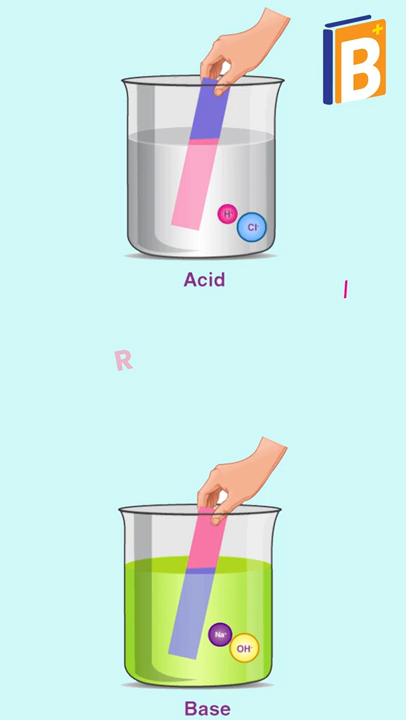 B+
H+
Cl-
Acid
I
R
Na+
OH-
Base